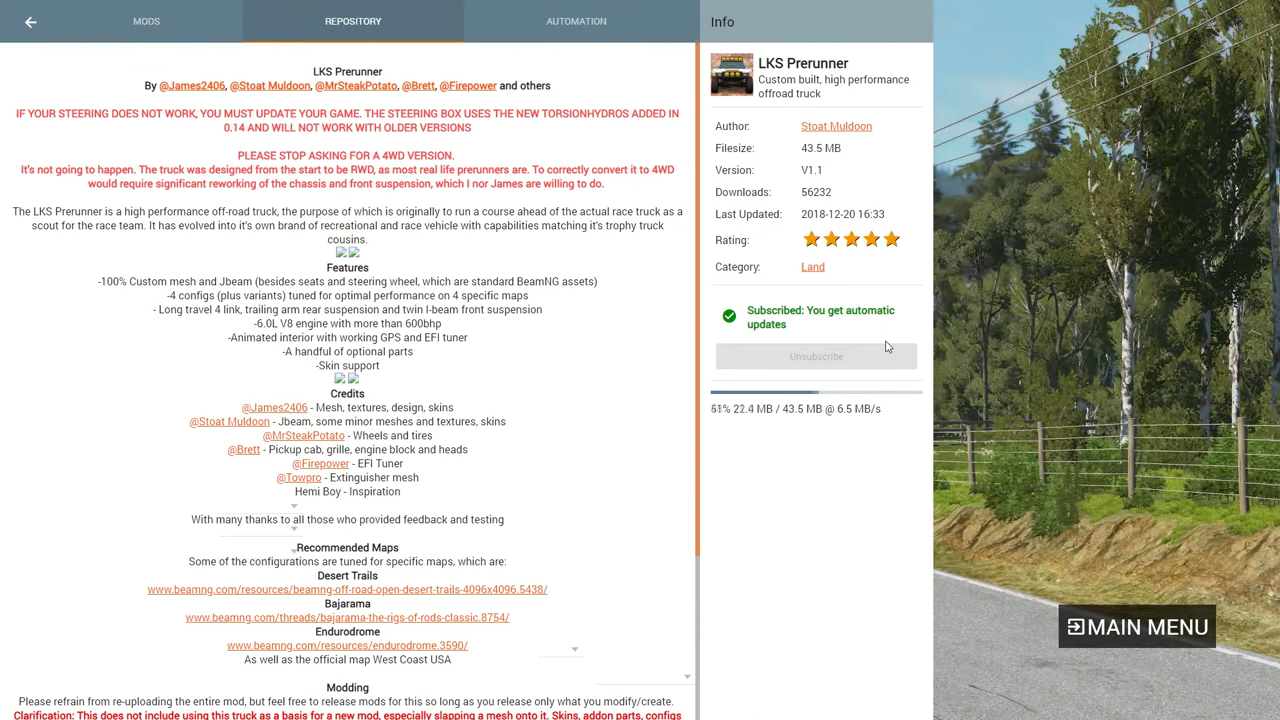 MODS
REPOSITORY
AUTOMATION
LKS Prerunner
By @James2406, @Stoat Muldoon, @MrSteakPotato, @Brett, @Firepower and others
IF YOUR STEERING DOES NOT WORK, YOU MUST UPDATE YOUR GAME. THE STEERING BOX USES THE NEW TORSIONHYDROS ADDED IN
0.14 AND WILL NOT WORK WITH OLDER VERSIONS
PLEASE STOP ASKING FOR A 4WD VERSION.
It's not going to happen. The truck was designed from the start to be RWD, as most real life prerunners are. To correctly convert it to 4WD
would require significant reworking of the chassis and front suspension, which I nor James are willing to do.
The LKS Prerunner is a high performance off-road truck, the purpose of which is originally to run a course ahead of the actual race truck as a
scout for the race team. It has evolved into it's own brand of recreational and race vehicle with capabilities matching it's trophy truck
cousins.
Features
-100% Custom mesh and Jbeam (besides seats and steering wheel, which are standard BeamNG assets)
-4 configs (plus variants) tuned for optimal performance on 4 specific maps
- Long travel 4 link, trailing arm rear suspension and twin I-beam front suspension
-6.0L V8 engine with more than 600bhp
-Animated interior with working GPS and EFI tuner
-A handful of optional parts
-Skin support
Credits
@James2406 - Mesh, textures, design, skins
@Stoat Muldoon - Jbeam, some minor meshes and textures, skins
@MrSteakPotato - Wheels and tires
@Brett - Pickup cab, grille, engine block and heads
@Firepower - EFI Tuner
@Towpro - Extinguisher mesh
Hemi Boy - Inspiration
With many thanks to all those who provided feedback and testing
Recommended Maps
Some of the configurations are tuned for specific maps, which are:
Desert Trails
www.beamng.com/resources/beamng-off-road-open-desert-trails-4096x4096.5438/
Bajarama
www.beamng.com/threads/bajarama-the-rigs-of-rods-classic.8754/
Endurodrome
www.beamng.com/resources/endurodrome.3590/
As well as the official map West Coast USA
Modding
Please refrain from re-uploading the entire mod, but feel free to release mods for this so long as you release only what you modify/create.
Clarification: This does not include using this truck as a basis for a new mod, especially slapping a mesh onto it. Skins, addon parts, configs
Info
LKS Prerunner
Custom built, high performance
offroad truck
Author: Stoat Muldoon
Filesize: 43.5 MB
Version: V1.1
Downloads: 56232
Last Updated: 2018-12-20 16:33
Rating:
Category: Land
Subscribed: You get automatic
updates
Unsubscribe
22.4 MB / 43.5 MB @ 6.5 MB/s
MAIN MENU